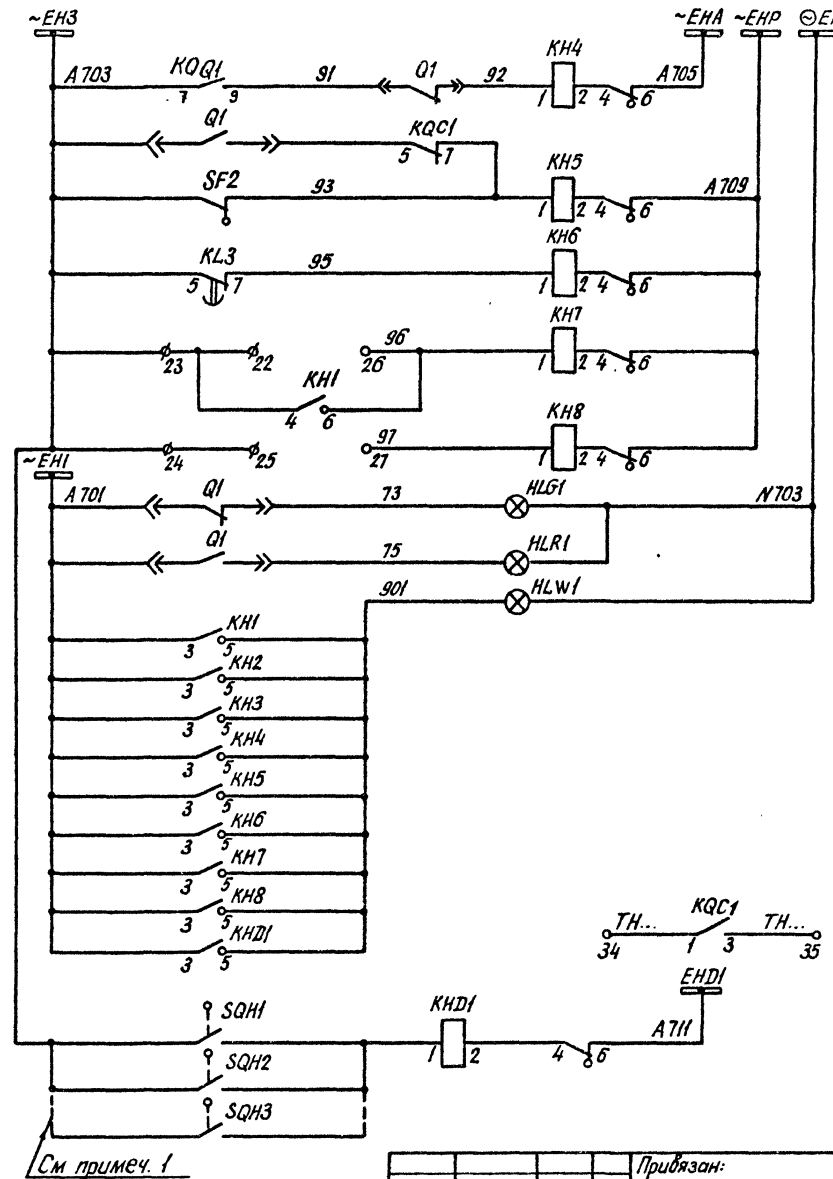 ~EH3 ~EHA ~EHP
A703 KQQ1 7 9 91 Q1 92 KH4 1 2 4 6 A705
Q1 KQC1 5 7
SF2 93 KH5 1 2 4 6 A709
KL3 5 7 95 KH6 1 2 4 6
23 22 26 96 KH7 1 2 4 6
KH1 4 6
24 25 27 97 KH8 1 2 4 6
~EH1
A701 Q1 73 HLG1 N703
Q1 75 HLR1
901 HLW1
KH1 3 5
KH2 3 5
KH3 3 5
KH4 3 5
KH5 3 5
KH6 3 5
KH7 3 5
KH8 3 5
KHD1 3 5
34 TH... KQC1 1 3 TH... 35
EHD1
SQH1 KHD1 1 2 4 6 A711
SQH2
SQH3
См примеч. 1
Привязан: